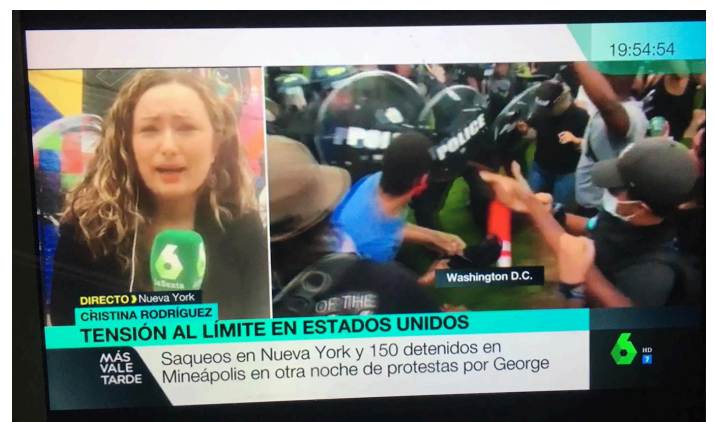 19:54:54
POLICE
Washington D.C.
OF THE
6
laSexta
DIRECTO Nueva York
CRISTINA RODRÍGUEZ
TENSIÓN AL LÍMITE EN ESTADOS UNIDOS
MÁS
VALE
TARDE
Saqueos en Nueva York y 150 detenidos en
Mineápolis en otra noche de protestas por George
6
HD
7